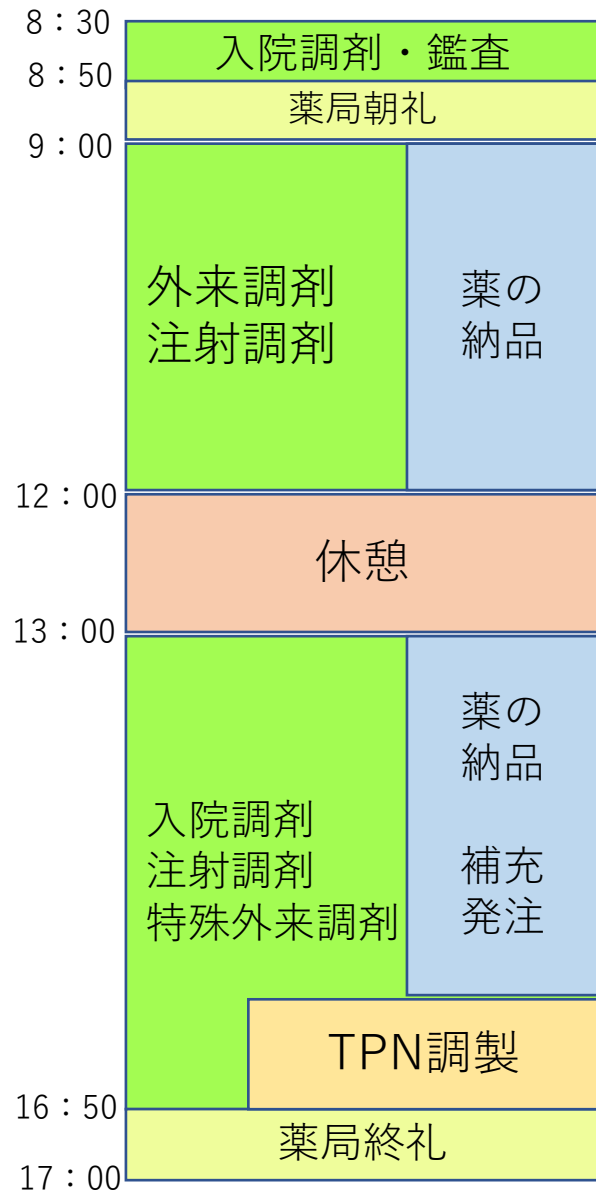 8：30
入院調剤・鑑査
8：50
薬局朝礼
9：00
外来調剤
注射調剤
薬の
納品
12：00
休憩
13：00
入院調剤
注射調剤
特殊外来調剤
薬の
納品
補充
発注
TPN調製
16：50
薬局終礼
17：00